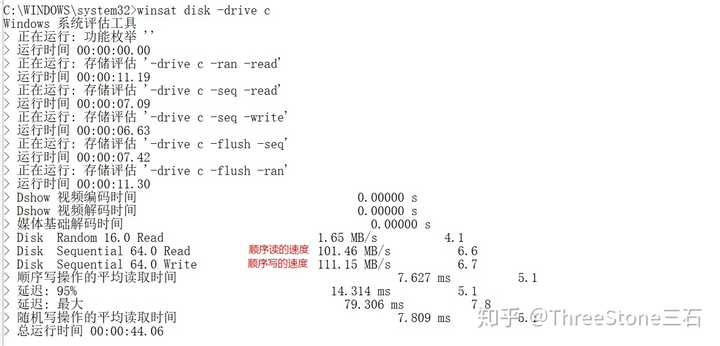 C:\WINDOWS\system32>winsat disk -drive c
Windows 系统评估工具
> 正在运行: 功能枚举 ''
> 运行时间 00:00:00.00
> 正在运行: 存储评估 '-drive c -ran -read'
> 运行时间 00:00:11.19
> 正在运行: 存储评估 '-drive c -seq -read'
> 运行时间 00:00:07.09
> 正在运行: 存储评估 '-drive c -seq -write'
> 运行时间 00:00:06.63
> 正在运行: 存储评估 '-drive c -flush -seq'
> 运行时间 00:00:07.42
> 正在运行: 存储评估 '-drive c -flush -ran'
> 运行时间 00:00:11.30
> Dshow 视频编码时间 0.00000 s
> Dshow 视频解码时间 0.00000 s
> 媒体基础解码时间 0.00000 s
> Disk Random 16.0 Read 1.65 MB/s 4.1
> Disk Sequential 64.0 Read 顺序读的速度 101.46 MB/s 6.6
> Disk Sequential 64.0 Write 顺序写的速度 111.15 MB/s 6.7
> 顺序写操作的平均读取时间 7.627 ms 5.1
> 延迟: 95% 14.314 ms 5.1
> 延迟: 最大 79.306 ms 7.8
> 随机写操作的平均读取时间 7.809 ms
> 总运行时间 00:00:44.06
知乎 @ThreeStone三石